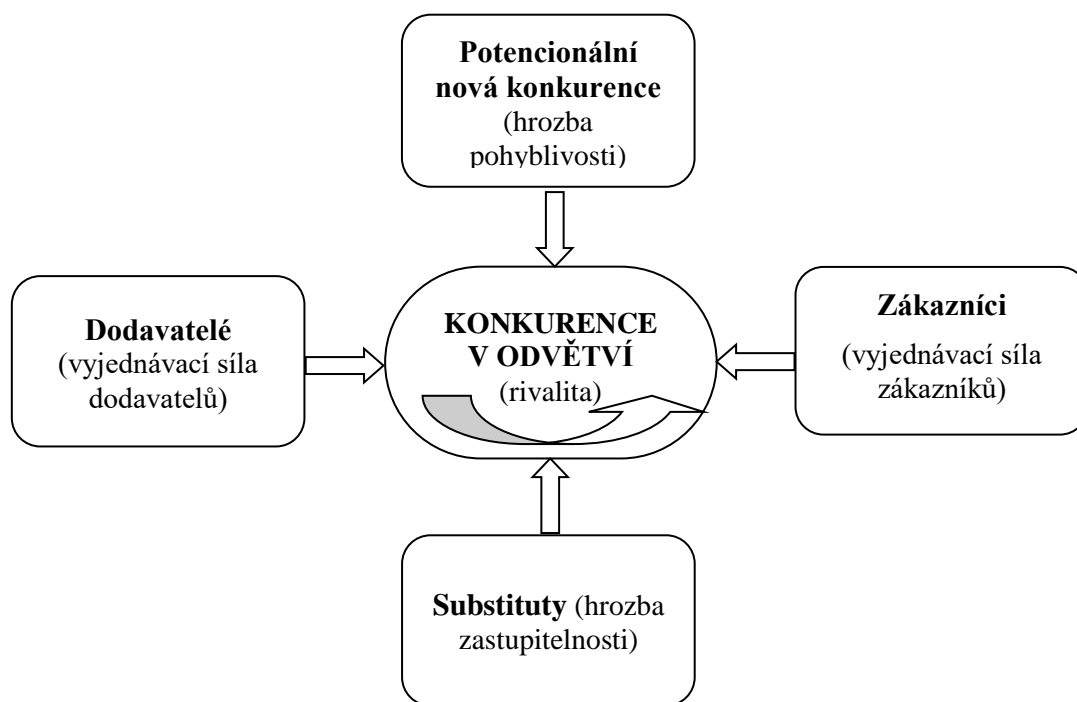 Potencionální
nová konkurence
(hrozba
pohyblivosti)
Dodavatelé
(vyjednávací síla
dodavatelů)
KONKURENCE
V ODVĚTVÍ
(rivalita)
Zákazníci
(vyjednávací síla
zákazníků)
Substituty (hrozba
zastupitelnosti)